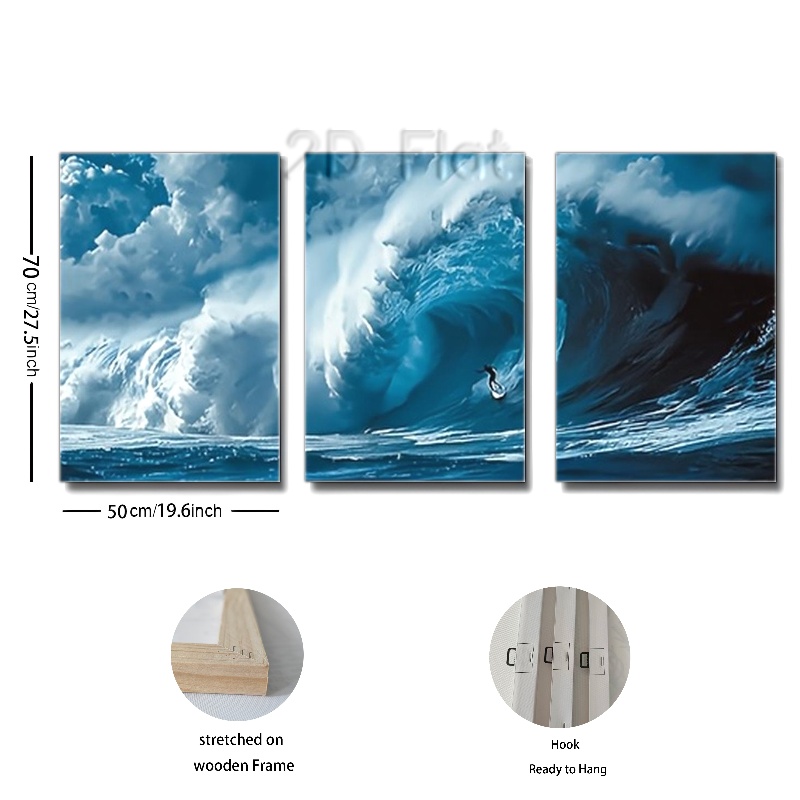 2D Flat
70 cm/27.5inch
50cm/19.6inch
stretched on
wooden Frame
Hook
Ready to Hang